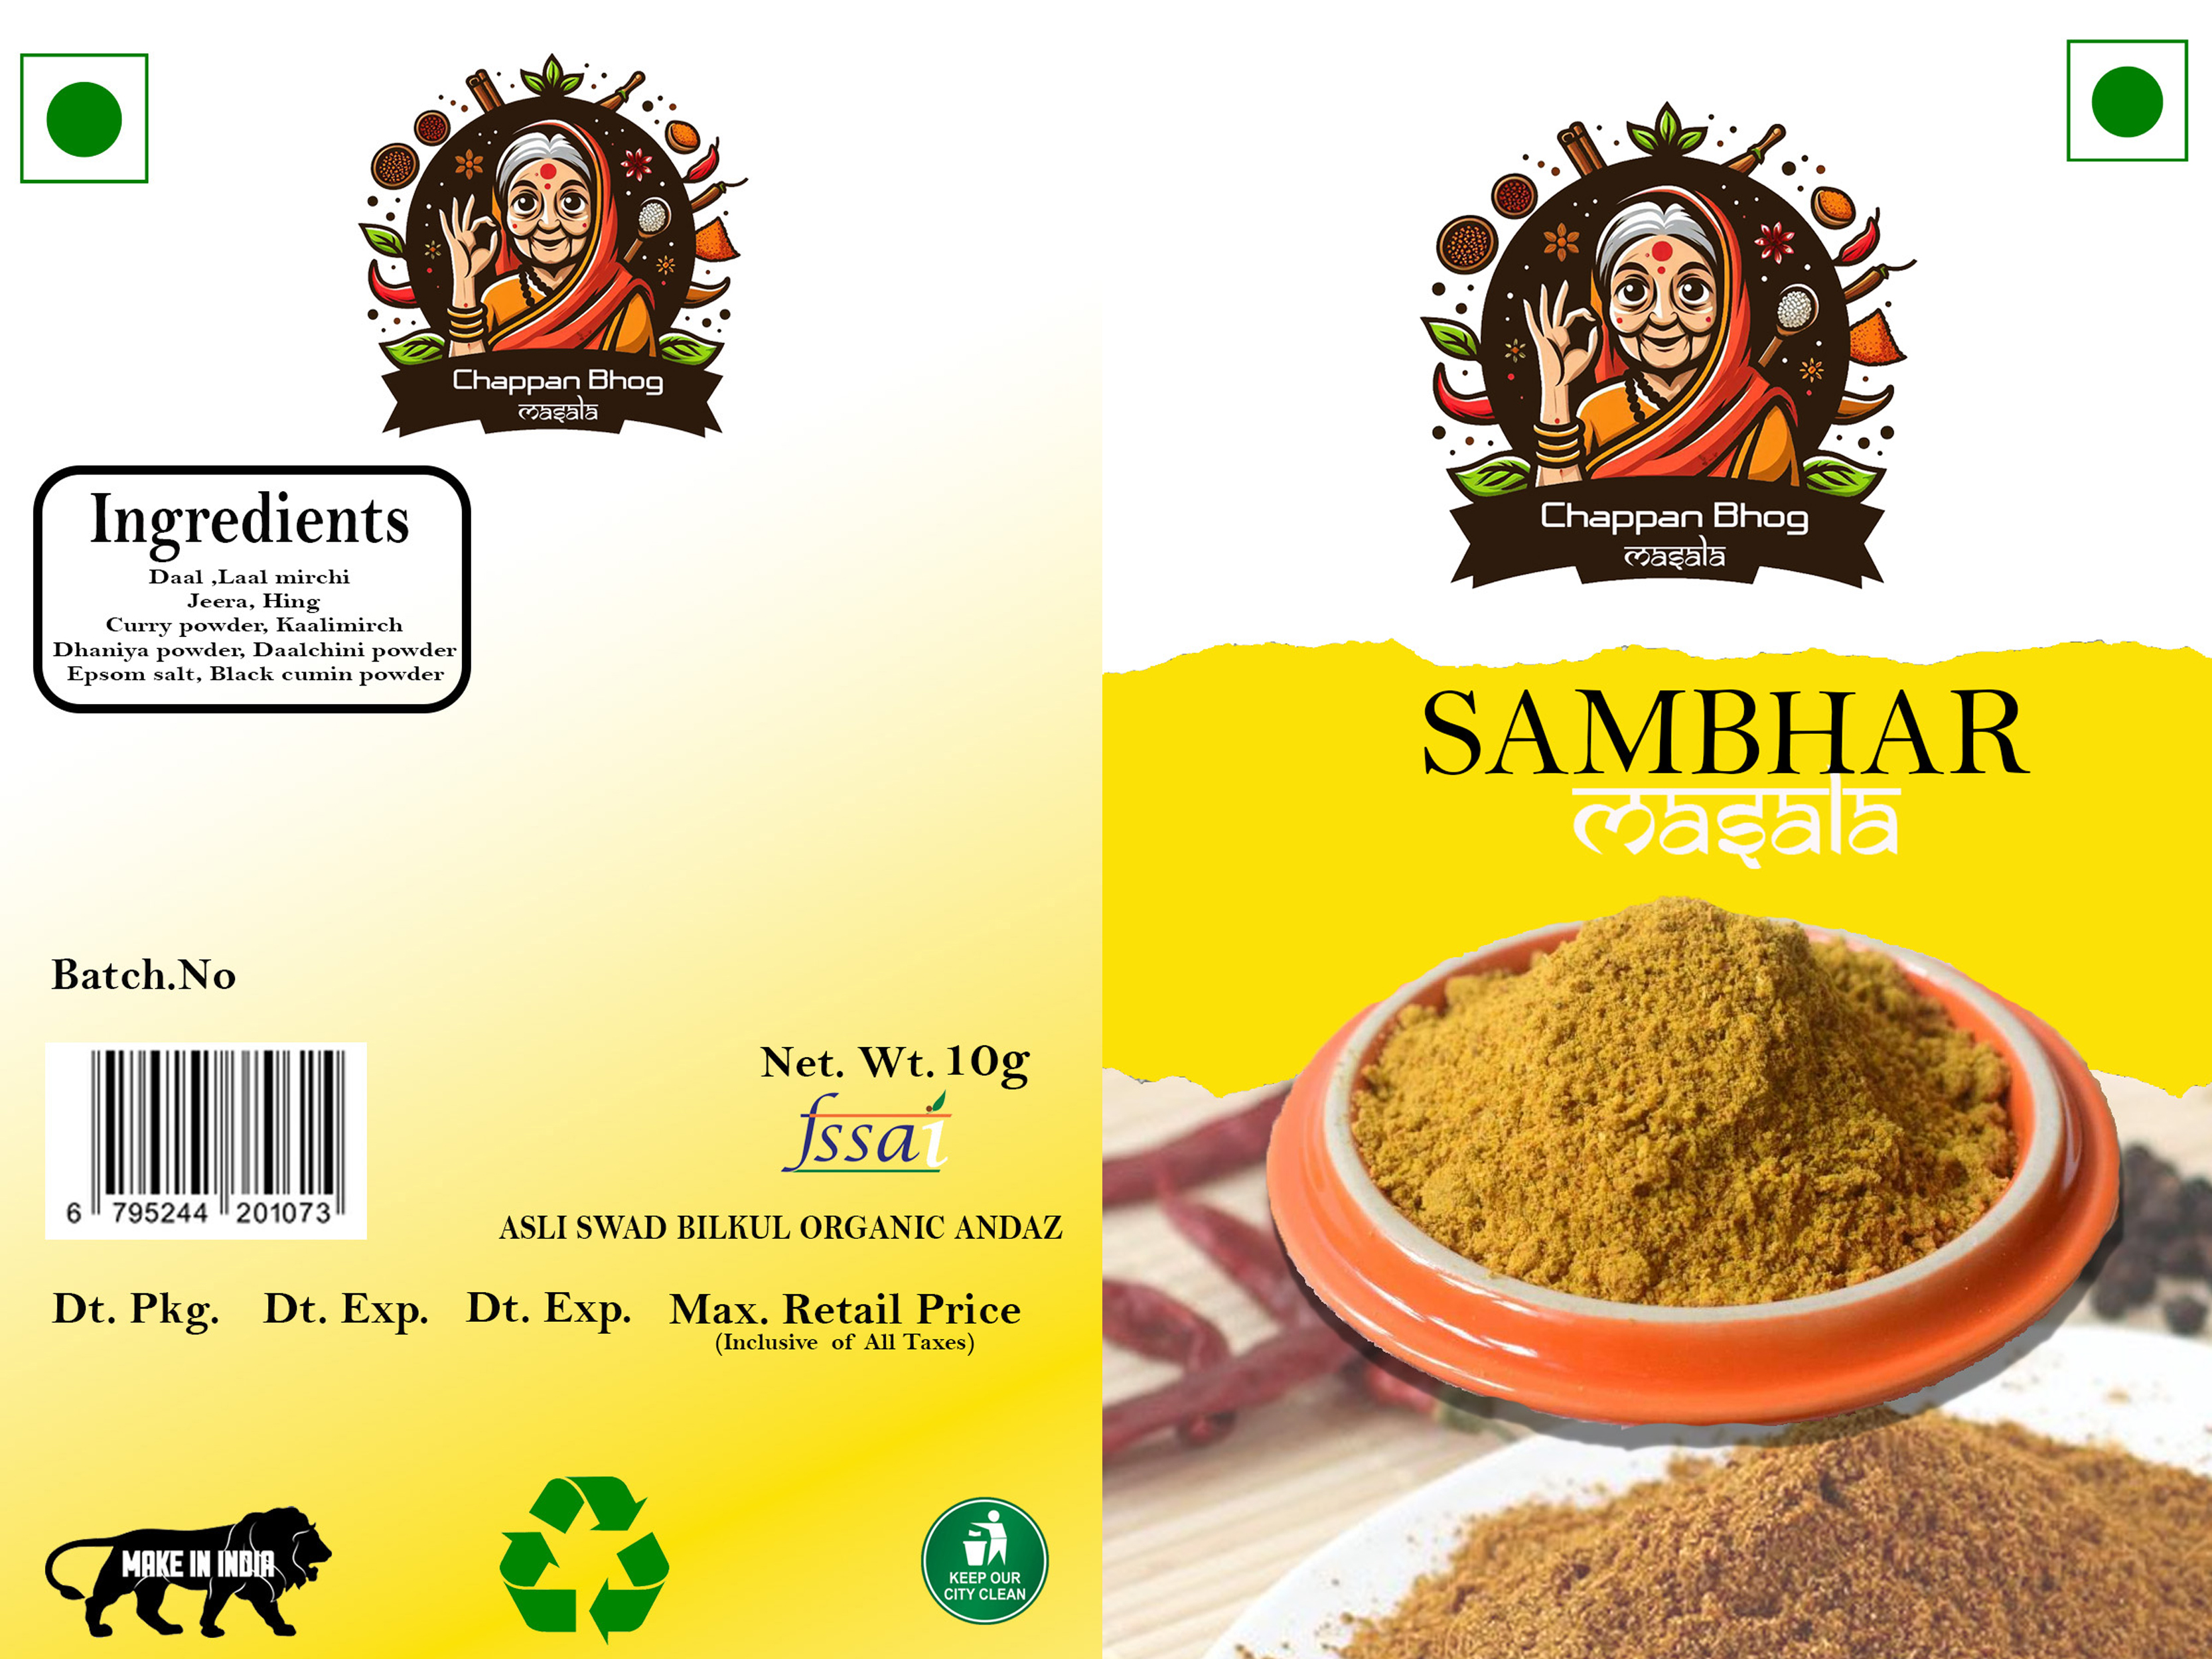 Chappan Bhog
masala
Ingredients
Daal ,Laal mirchi
Jeera, Hing
Curry powder, Kaalimirch
Dhaniya powder, Daalchini powder
Epsom salt, Black cumin powder
Batch.No
6 795244 201073
Net. Wt. 10g
fssai
ASLI SWAD BILKUL ORGANIC ANDAZ
Dt. Pkg. Dt. Exp. Dt. Exp. Max. Retail Price
(Inclusive of All Taxes)
MAKE IN INDIA
KEEP OUR
CITY CLEAN
Chappan Bhog
masala
SAMBHAR
masala